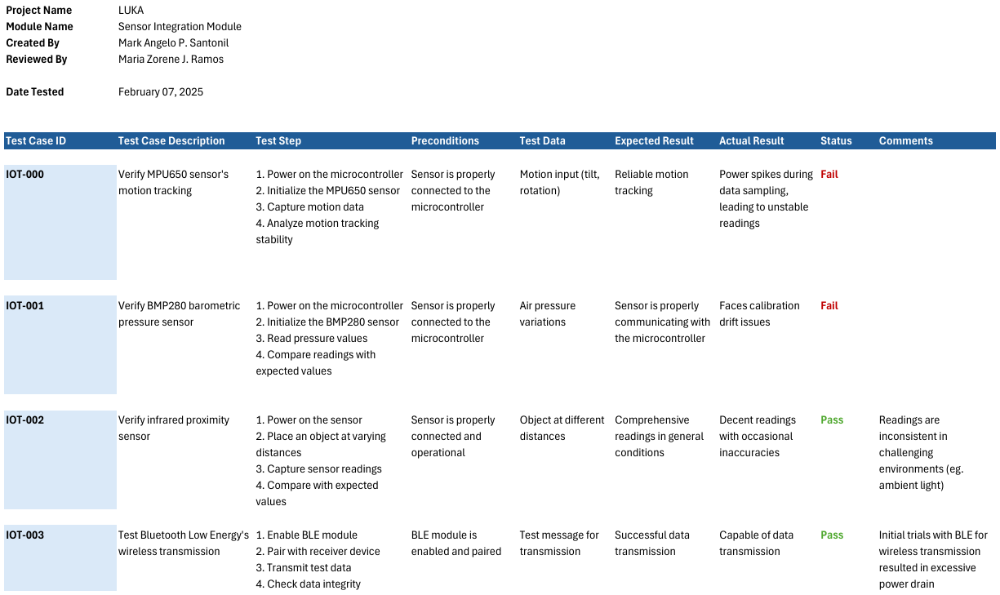 Project Name LUKA
Module Name Sensor Integration Module
Created By Mark Angelo P. Santonil
Reviewed By Maria Zorene J. Ramos
Date Tested February 07, 2025
Test Case ID Test Case Description Test Step Preconditions Test Data Expected Result Actual Result Status Comments
IOT-000
Verify MPU650 sensor's
motion tracking
1. Power on the microcontroller
2. Initialize the MPU650 sensor
3. Capture motion data
4. Analyze motion tracking
stability
Sensor is properly
connected to the
microcontroller
Motion input (tilt,
rotation)
Reliable motion
tracking
Power spikes during
data sampling,
leading to unstable
readings
Fail
IOT-001
Verify BMP280 barometric
pressure sensor
1. Power on the microcontroller
2. Initialize the BMP280 sensor
3. Read pressure values
4. Compare readings with
expected values
Sensor is properly
connected to the
microcontroller
Air pressure
variations
Sensor is properly
communicating with
the microcontroller
Faces calibration
drift issues
Fail
IOT-002
Verify infrared proximity
sensor
1. Power on the sensor
2. Place an object at varying
distances
3. Capture sensor readings
4. Compare with expected
values
Sensor is properly
connected and
operational
Object at different
distances
Comprehensive
readings in general
conditions
Decent readings
with occasional
inaccuracies
Pass
Readings are
inconsistent in
challenging
environments (eg.
ambient light)
IOT-003
Test Bluetooth Low Energy's
wireless transmission
1. Enable BLE module
2. Pair with receiver device
3. Transmit test data
4. Check data integrity
BLE module is
enabled and paired
Test message for
transmission
Successful data
transmission
Capable of data
transmission
Pass
Initial trials with BLE for
wireless transmission
resulted in excessive
power drain